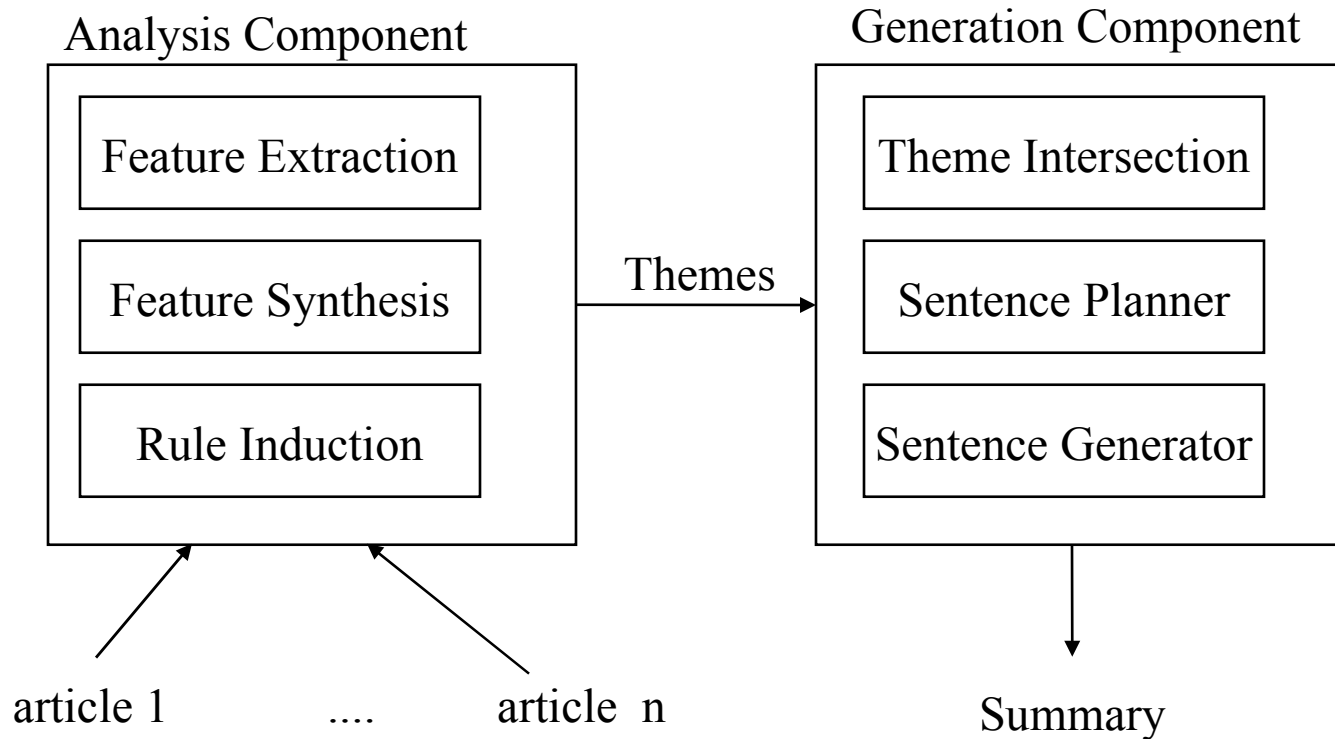 Analysis Component
Feature Extraction
Feature Synthesis
Rule Induction
Themes
Generation Component
Theme Intersection
Sentence Planner
Sentence Generator
article 1 .... article n
Summary